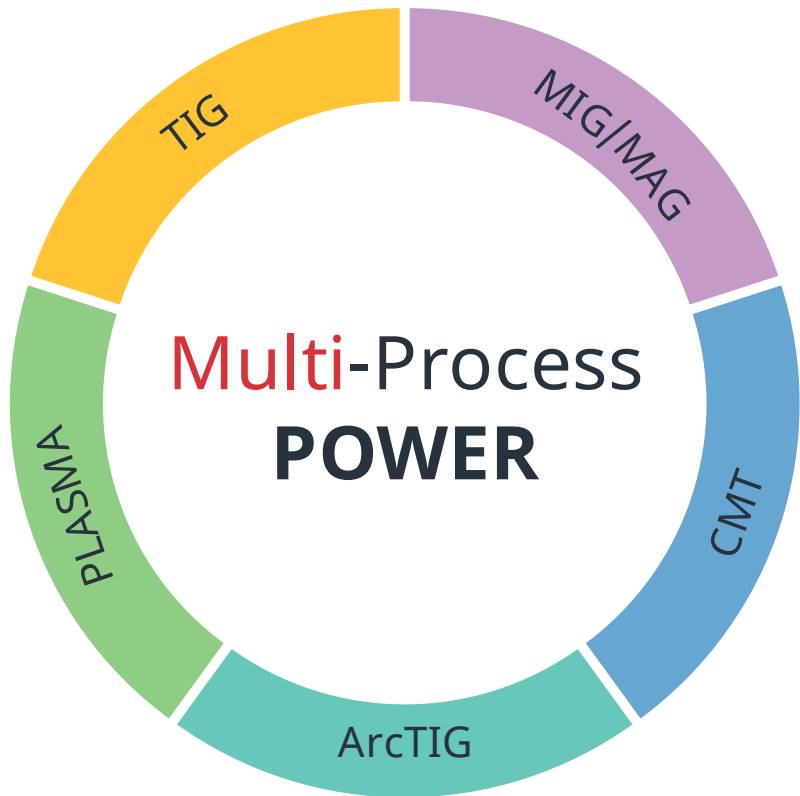 TIG
MIG/MAG
Multi-Process
POWER
PLASMA
CMT
ArcTIG